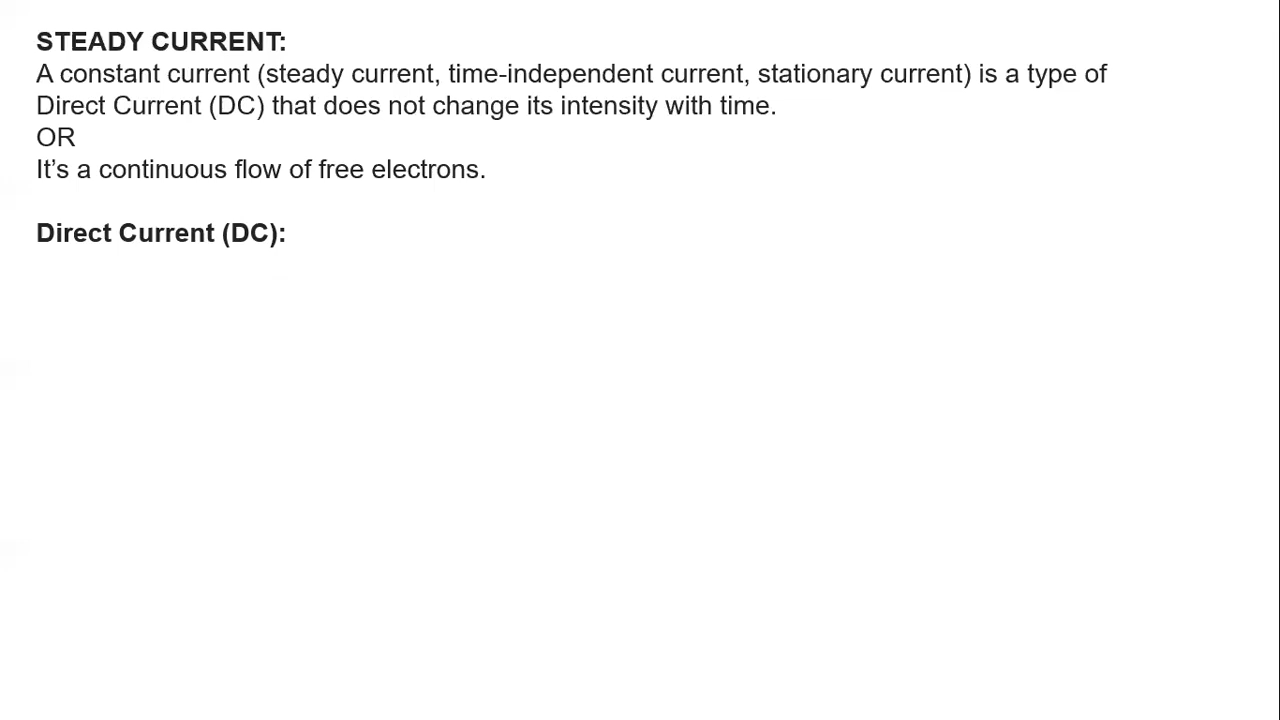 STEADY CURRENT:
A constant current (steady current, time-independent current, stationary current) is a type of
Direct Current (DC) that does not change its intensity with time.
OR
It’s a continuous flow of free electrons.
Direct Current (DC):